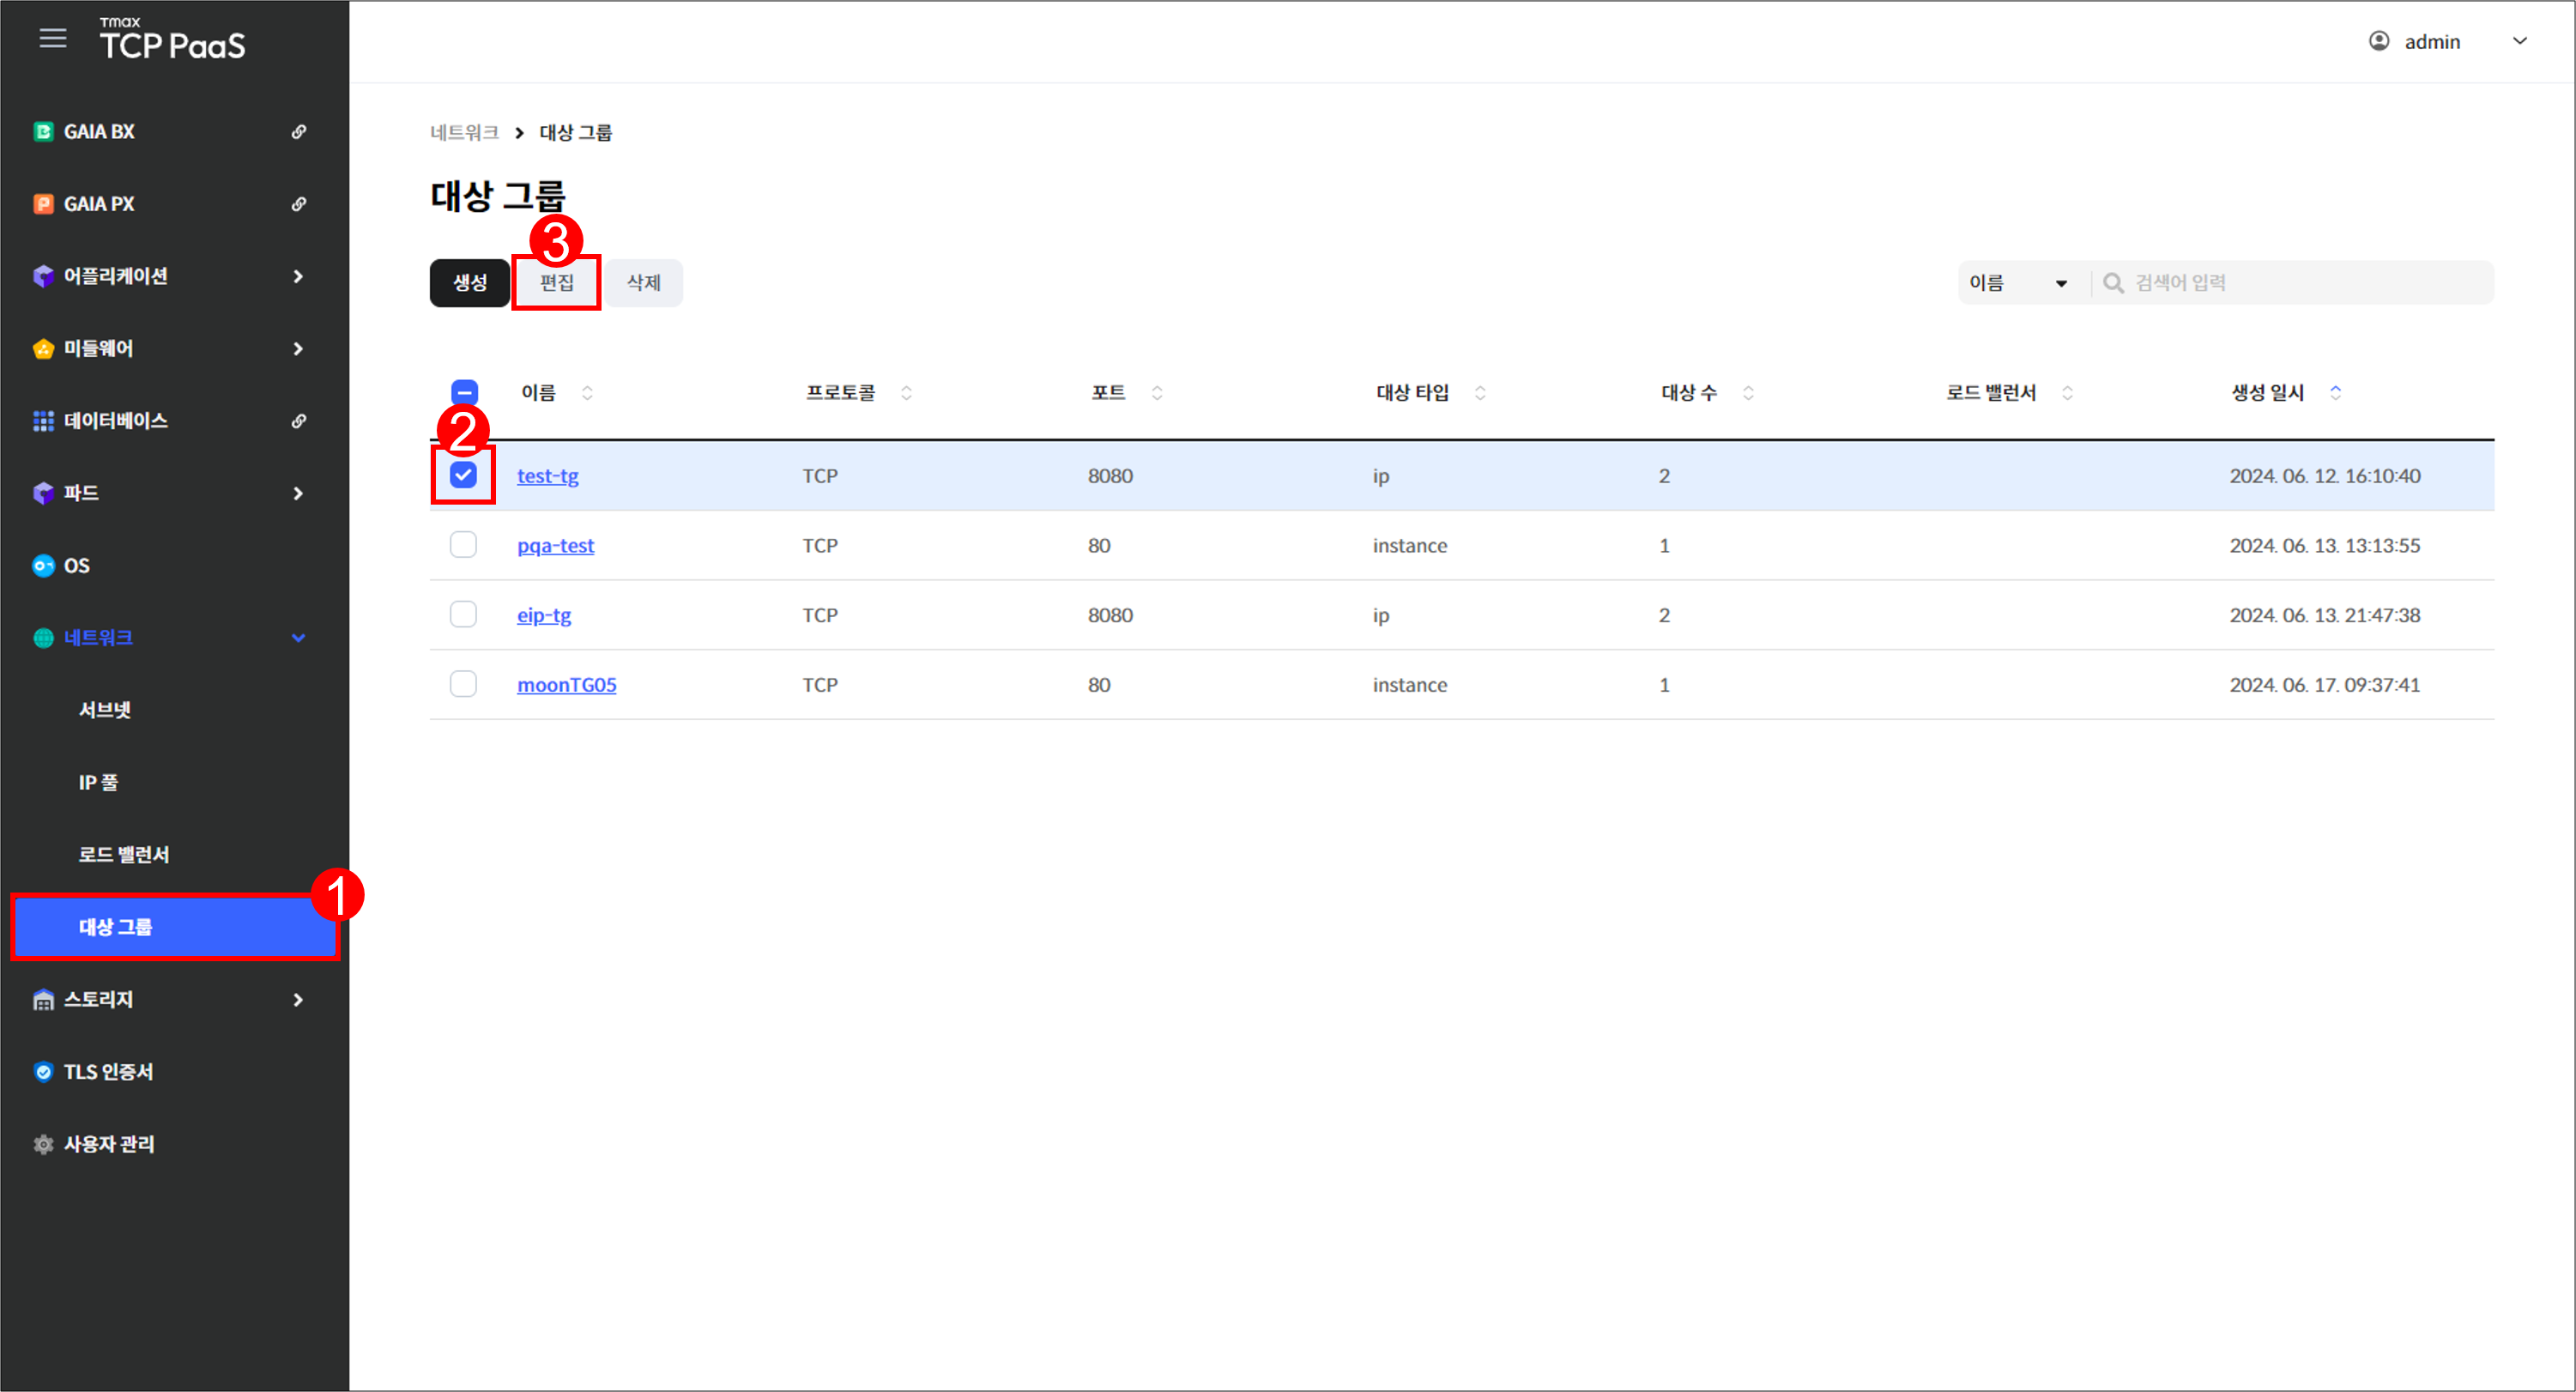 Tmax
TCP PaaS
admin
GAIA BX
GAIA PX
어플리케이션
미들웨어
데이터베이스
파드
OS
네트워크
서브넷
IP 풀
로드 밸런서
대상 그룹
1
스토리지
TLS 인증서
사용자 관리
네트워크 > 대상 그룹
대상 그룹
3
생성 편집 삭제
이름 검색어 입력
이름 프로토콜 포트 대상 타입 대상 수 로드 밸런서 생성 일시
2
test-tg TCP 8080 ip 2 2024. 06. 12. 16:10:40
pqa-test TCP 80 instance 1 2024. 06. 13. 13:13:55
eip-tg TCP 8080 ip 2 2024. 06. 13. 21:47:38
moonTG05 TCP 80 instance 1 2024. 06. 17. 09:37:41